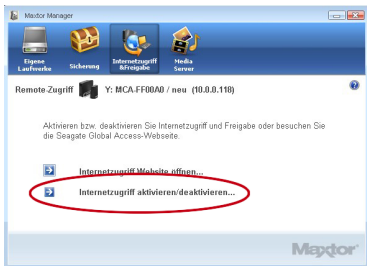 Maxtor Manager
Eigene Laufwerke
Sicherung
Internetzugriff &Freigabe
Media Server
Remote-Zugriff Y: MCA-FF00A0 / neu (10.0.0.118)
Aktivieren bzw. deaktivieren Sie Internetzugriff und Freigabe oder besuchen Sie
die Seagate Global Access-Webseite.
Internetzugriff Website öffnen...
Internetzugriff aktivieren/deaktivieren...
Maxtor